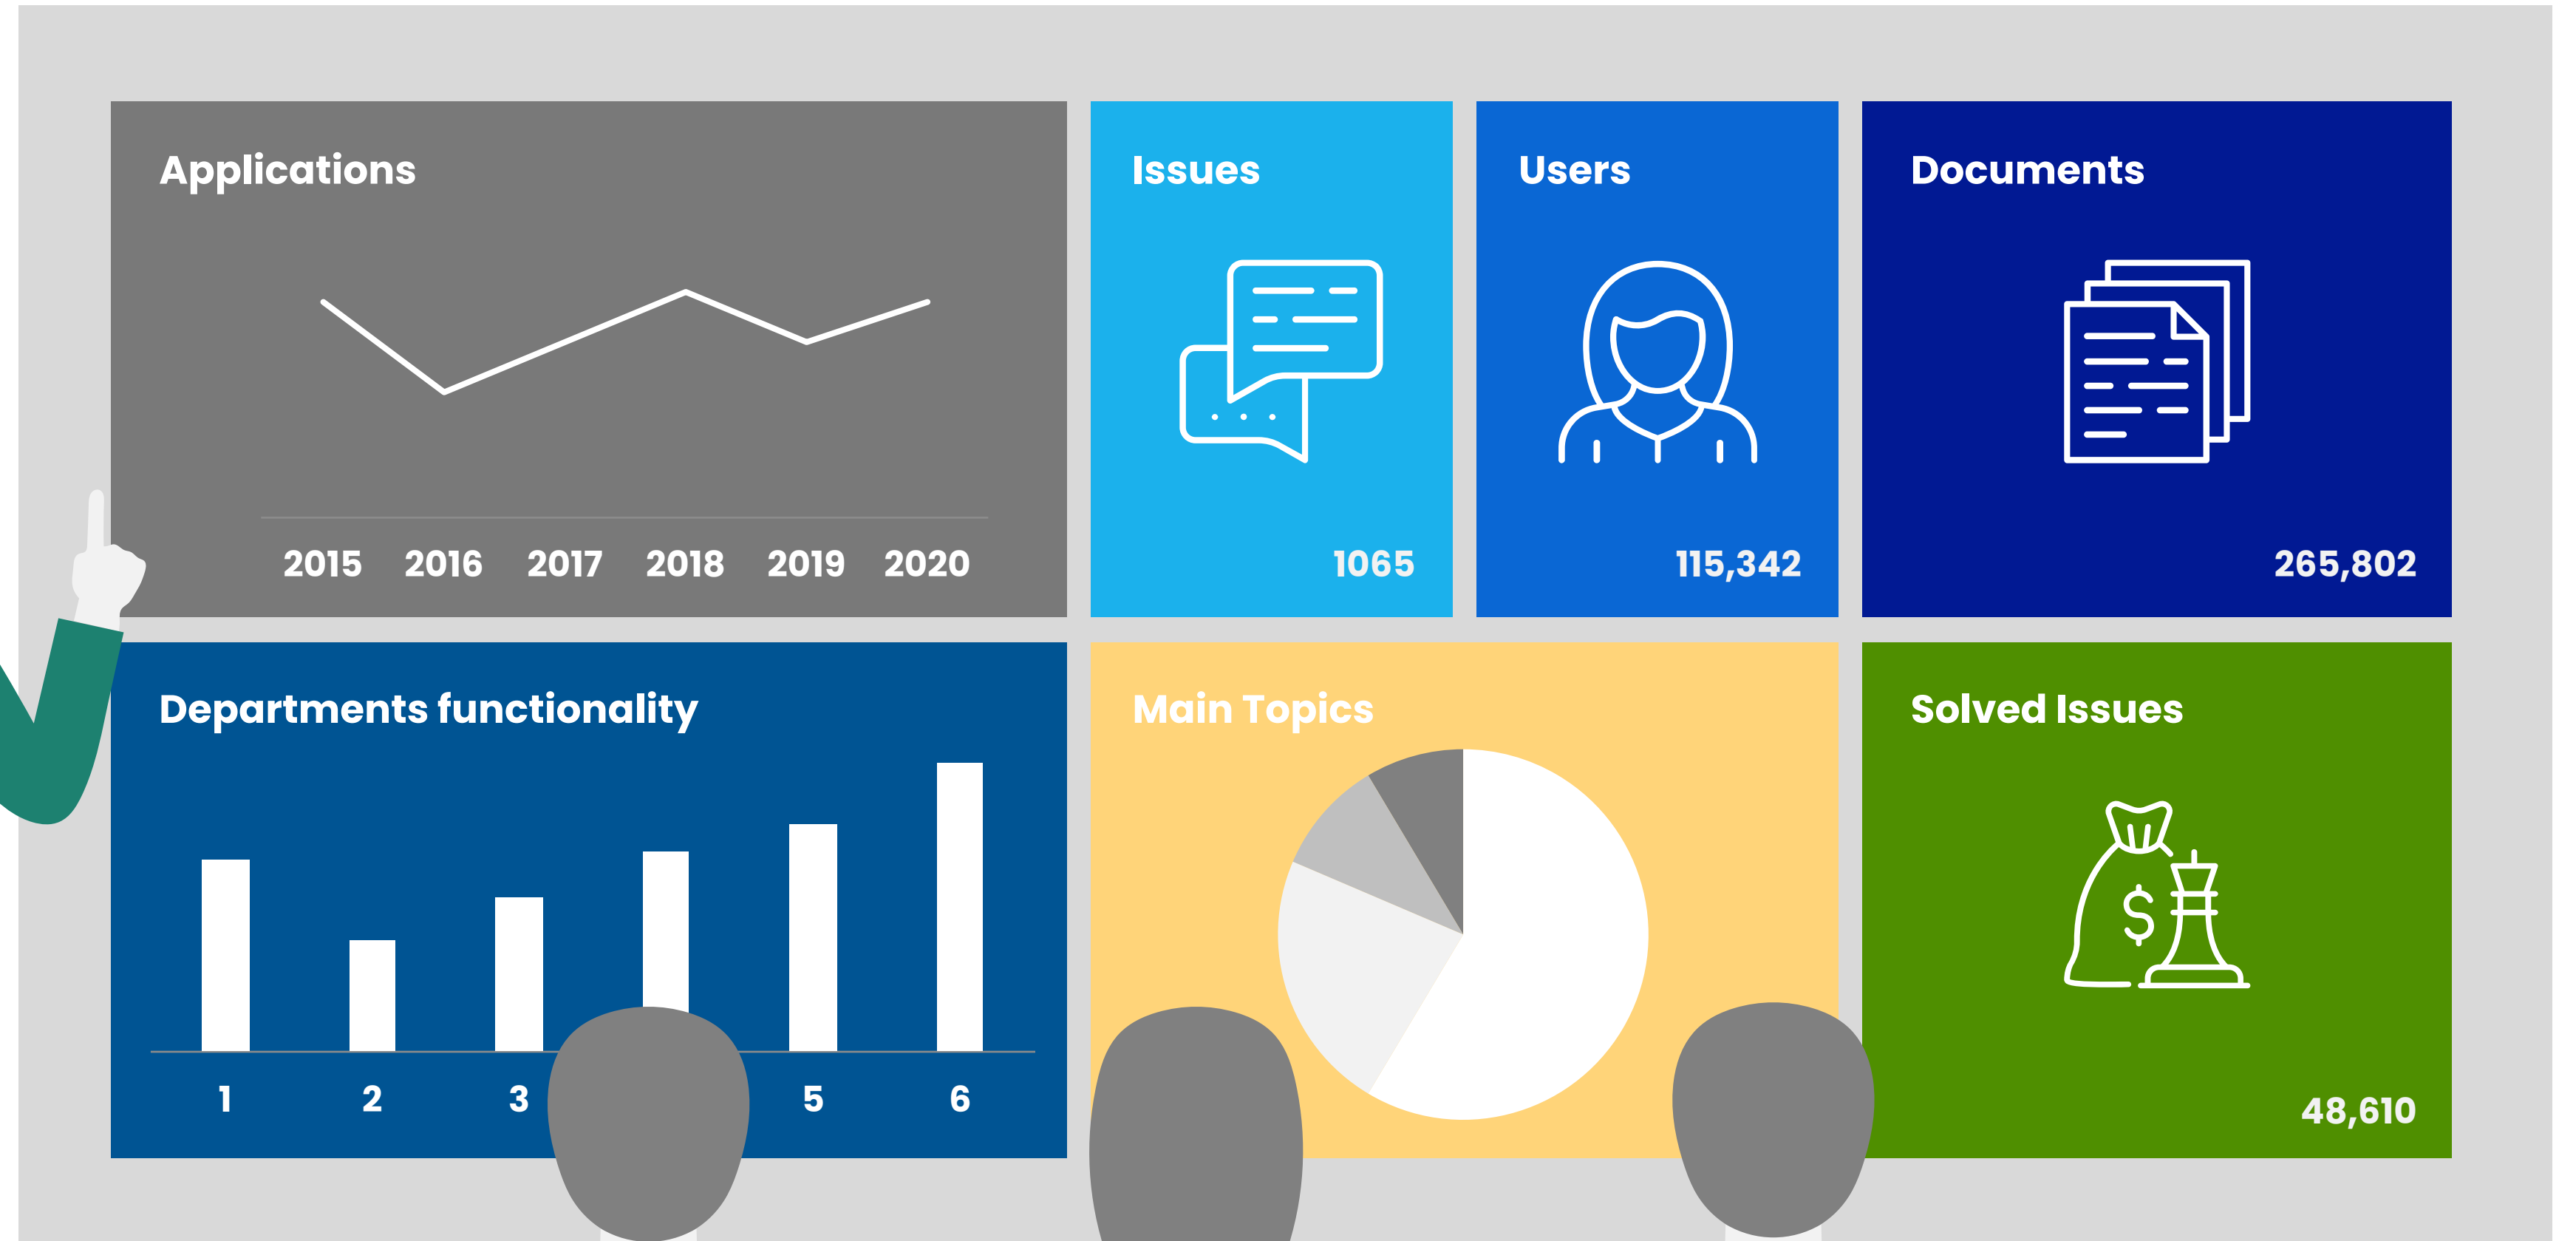 Applications
2015 2016 2017 2018 2019 2020
Issues
1065
Users
115,342
Documents
265,802
Departments functionality
1 2 3 5 6
Main Topics
Solved Issues
$
48,610